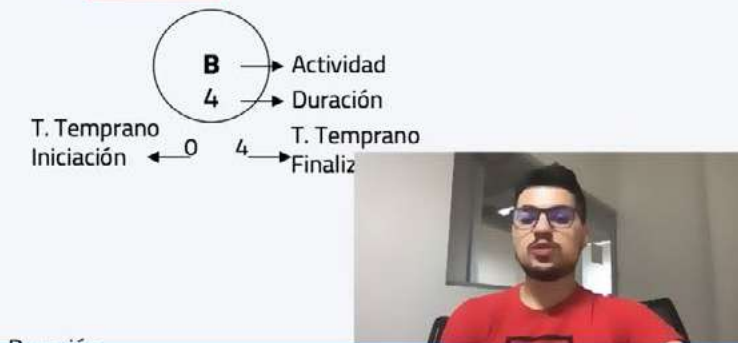 B
Actividad
4
Duración
T. Temprano
Iniciación
0
4
T. Temprano